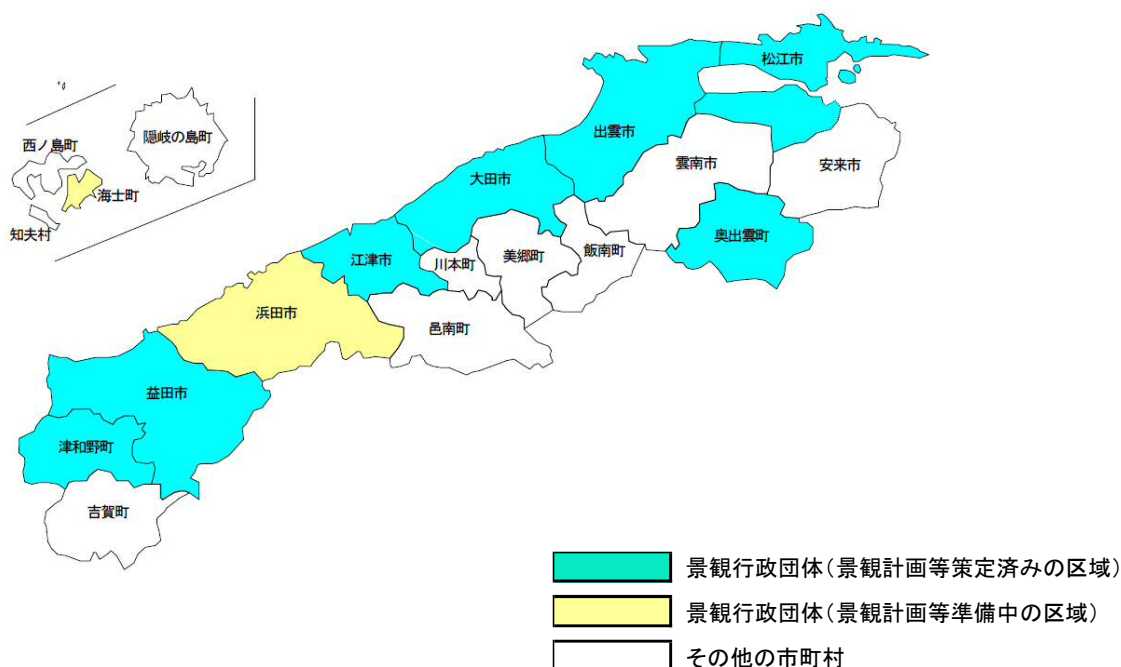 松江市
出雲市
隠岐の島町
西ノ島町
雲南市
安来市
大田市
海士町
知夫村
奥出雲町
美郷町
飯南町
江津市
川本町
浜田市
邑南町
益田市
津和野町
吉賀町
景観行政団体(景観計画等策定済みの区域)
景観行政団体(景観計画等準備中の区域)
その他の市町村